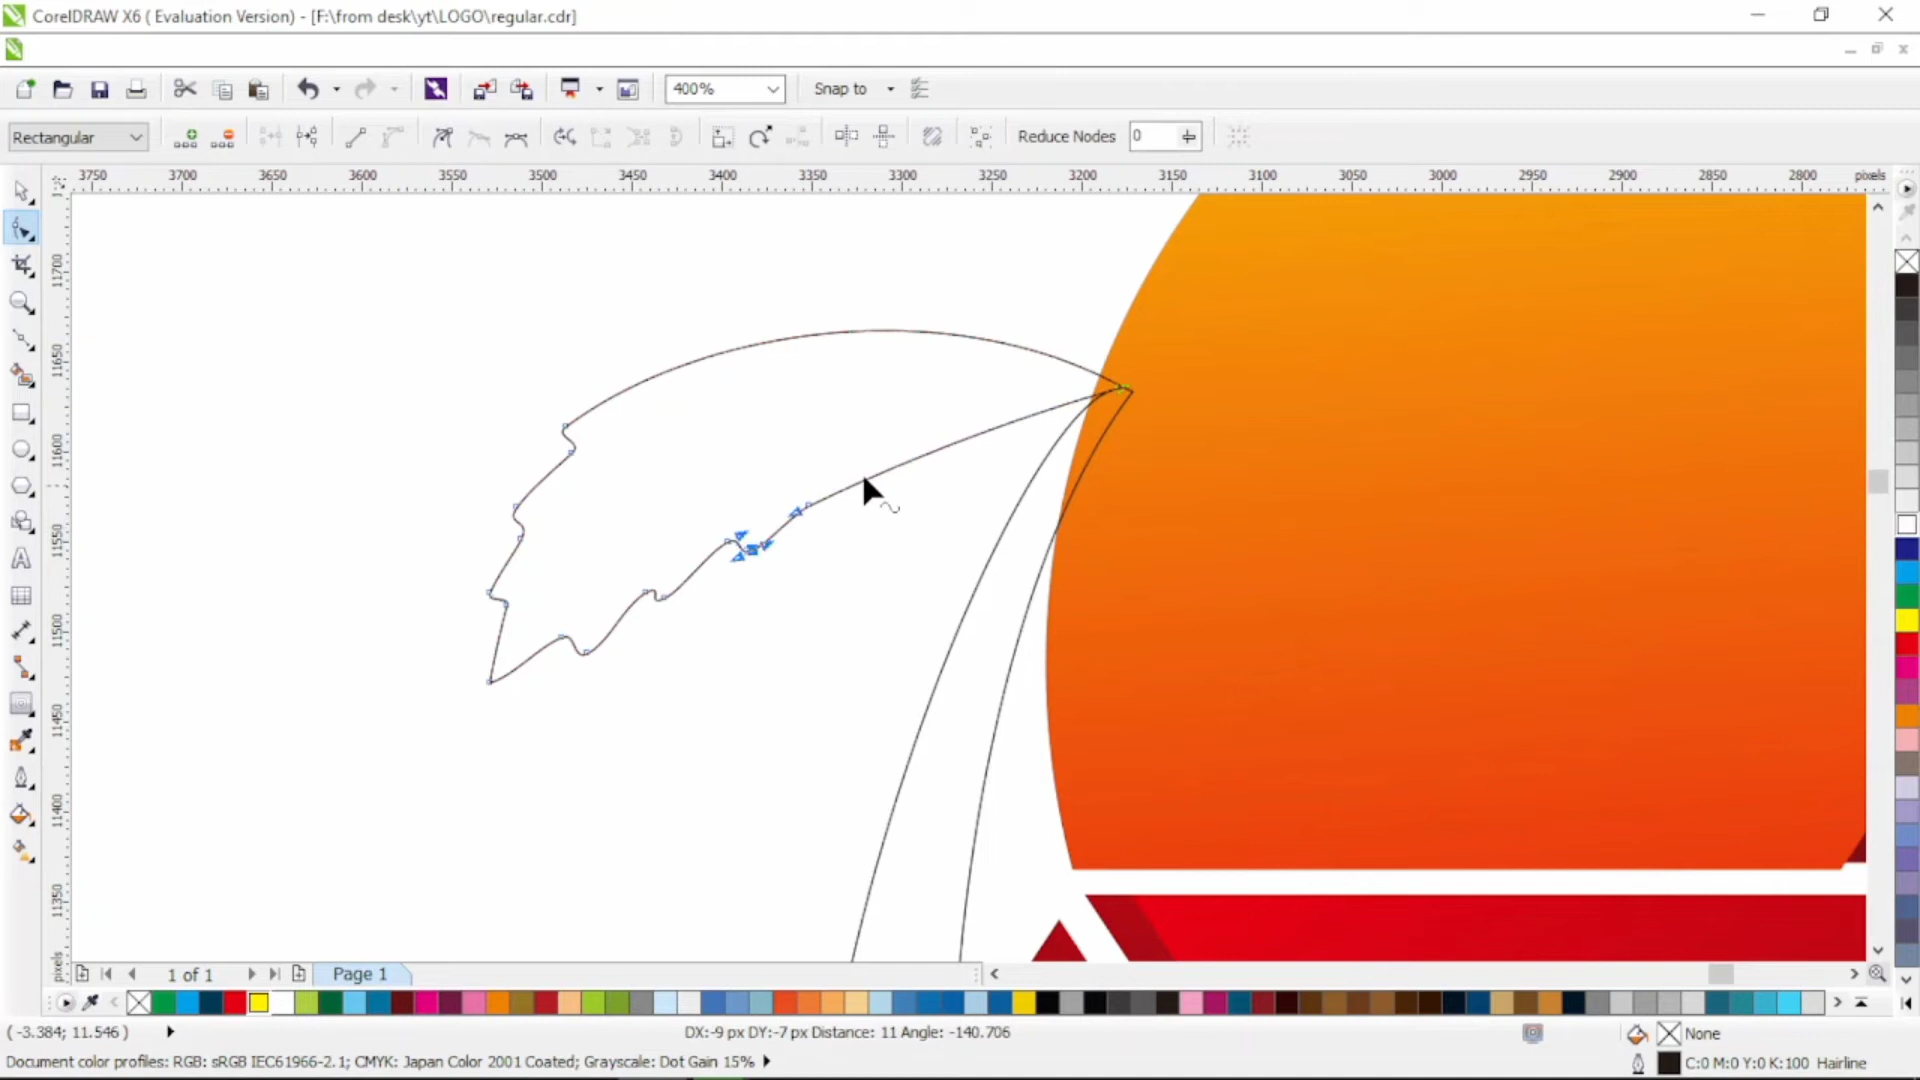 CorelDRAW X6 ( Evaluation Version) - [F:\from desk\yt\LOGO\regular.cdr]
400%
Snap to
Rectangular
Reduce Nodes
0
3750 3700 3650 3600 3550 3500 3450 3400 3350 3300 3250 3200 3150 3100 3050 3000 2950 2900 2850 2800 pixels
11700
11650
11600
11550
11500
11450
11400
11350
pixels
1 of 1
Page 1
( -3.384; 11.546 )
DX:-9 px DY:-7 px Distance: 11 Angle: -140.706
None
Document color profiles: RGB: sRGB IEC61966-2.1; CMYK: Japan Color 2001 Coated; Grayscale: Dot Gain 15%
C:0 M:0 Y:0 K:100 Hairline